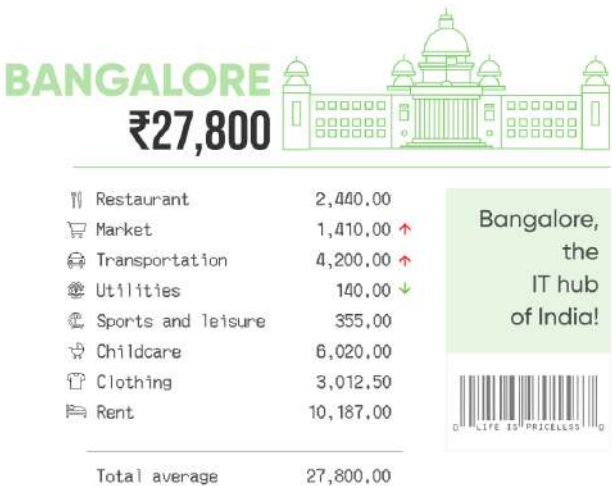 BANGALORE
₹27,800
Restaurant 2,440.00
Market 1,410.00 ↑
Transportation 4,200.00 ↑
Utilities 140.00 ↓
Sports and leisure 355.00
Childcare 6,020.00
Clothing 3,012.50
Rent 10,187.00
Total average 27,800.00
Bangalore,
the
IT hub
of India!
0 LIFE IS PRICELESS 0